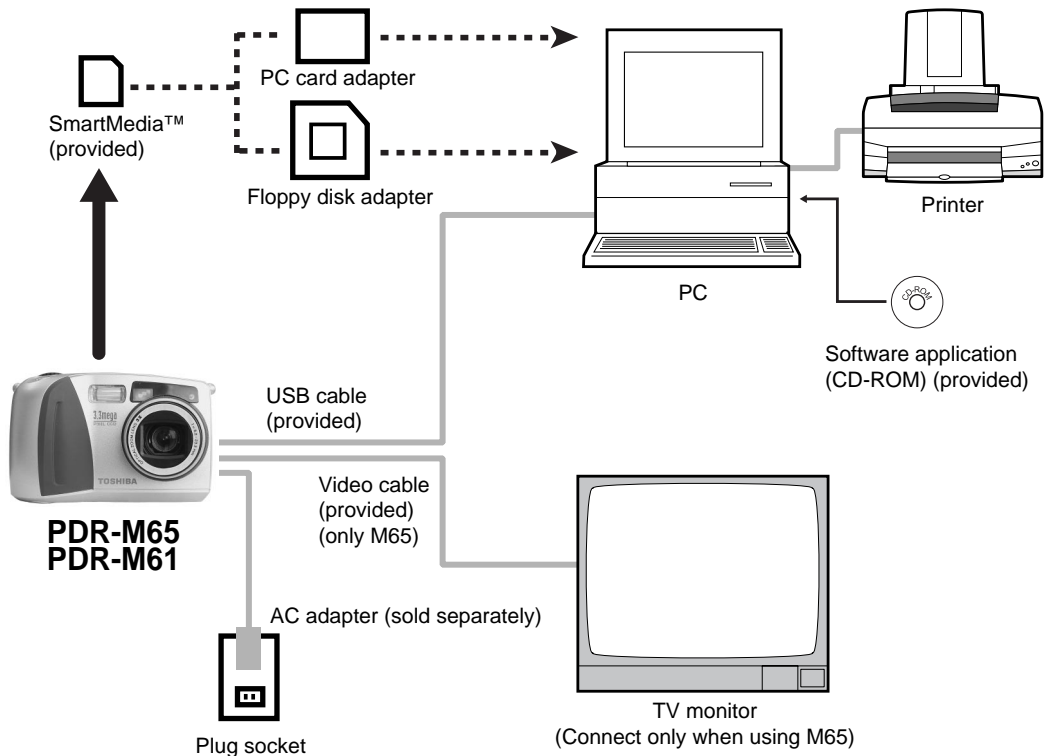 PC card adapter
SmartMedia™
(provided)
Floppy disk adapter
Printer
PC
CD-ROM
Software application
(CD-ROM) (provided)
USB cable
(provided)
3.3mega
TOSHIBA
Video cable
(provided)
(only M65)
PDR-M65
PDR-M61
AC adapter (sold separately)
TV monitor
(Connect only when using M65)
Plug socket